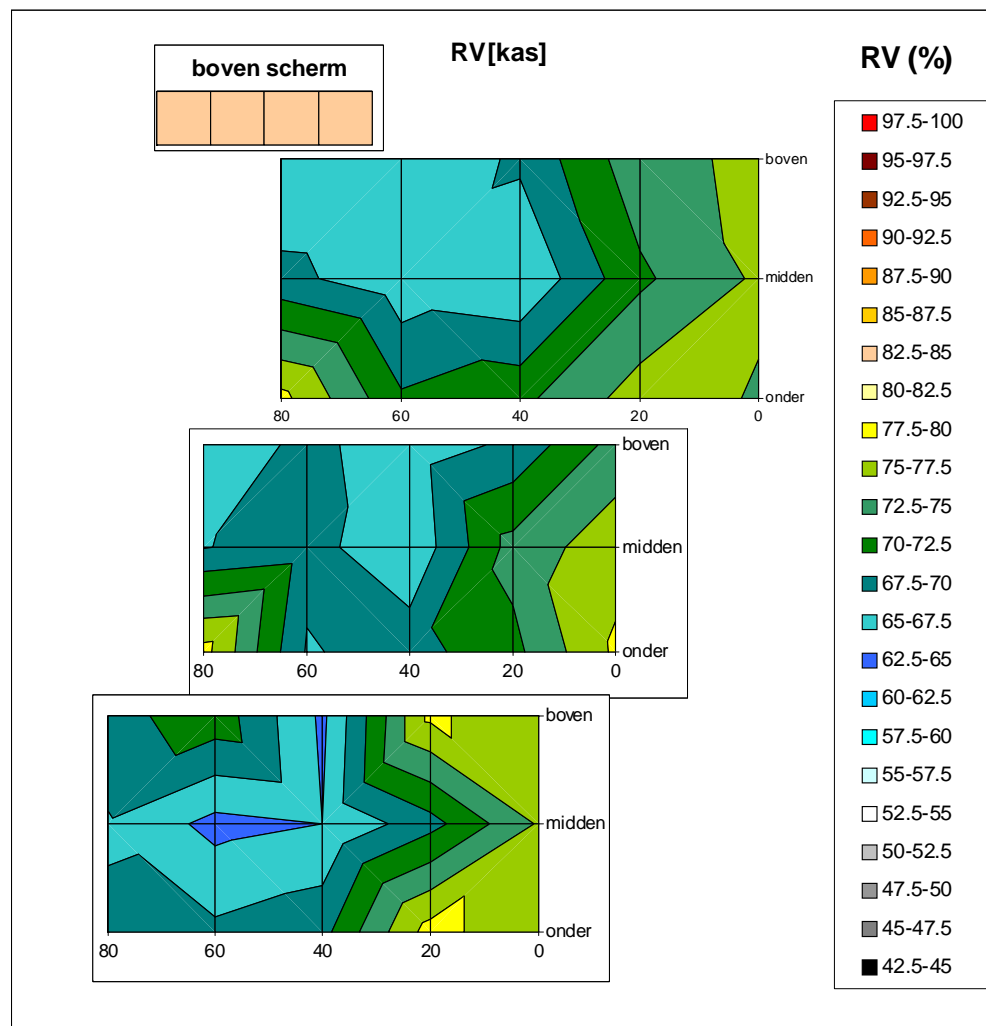 RV[kas]
RV (%)
boven scherm
boven
midden
onder
80 60 40 20 0
boven
midden
onder
80 60 40 20 0
boven
midden
onder
80 60 40 20 0
97.5-100
95-97.5
92.5-95
90-92.5
87.5-90
85-87.5
82.5-85
80-82.5
77.5-80
75-77.5
72.5-75
70-72.5
67.5-70
65-67.5
62.5-65
60-62.5
57.5-60
55-57.5
52.5-55
50-52.5
47.5-50
45-47.5
42.5-45